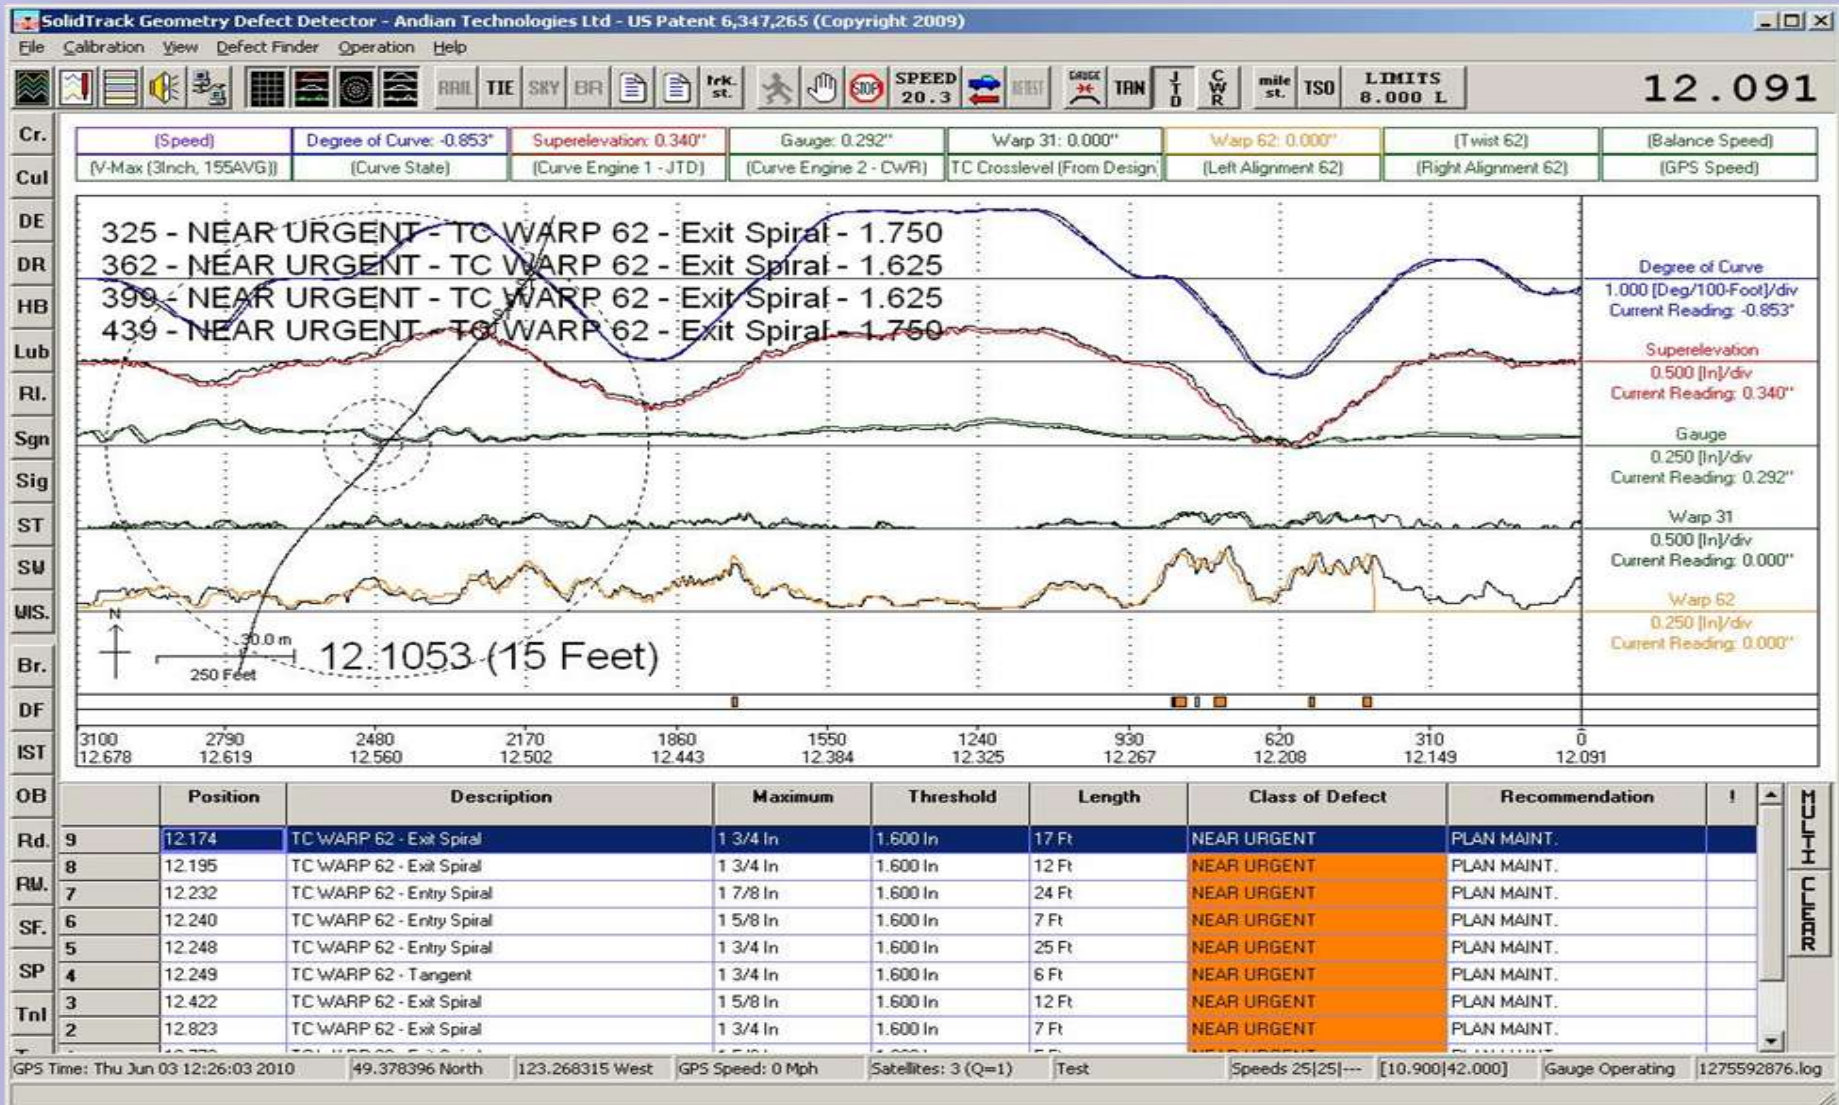 SolidTrack Geometry Defect Detector - Andian Technologies Ltd - US Patent 6,347,265 (Copyright 2009)
File Calibration View Defect Finder Operation Help
RAIL TIE SKY BR trk. st. STOP SPEED 20.3 RETEST GAUGE TAN JTD CWR mile st. TSO LIMITS 8.000 L 12.091
Cr. (Speed) Degree of Curve: -0.853° Superelevation: 0.340" Gauge: 0.292" Warp 31: 0.000" Warp 62: 0.000" (Twist 62) (Balance Speed)
Cul (V-Max (3Inch, 155AVG)) (Curve State) (Curve Engine 1 - JTD) (Curve Engine 2 - CWR) TC Crosslevel (From Design) (Left Alignment 62) (Right Alignment 62) (GPS Speed)
DE 325 - NEAR URGENT - TC WARP 62 - Exit Spiral - 1.750
DR 362 - NEAR URGENT - TC WARP 62 - Exit Spiral - 1.625 Degree of Curve
HB 399 - NEAR URGENT - TC WARP 62 - Exit Spiral - 1.625 1.000 [Deg/100-Foot]/div
Current Reading: -0.853°
439 - NEAR URGENT - TC WARP 62 - Exit Spiral - 1.750
Lub Superelevation
0.500 [In]/div
RI. Current Reading: 0.340"
Sgn Gauge
0.250 [In]/div
Sig Current Reading: 0.292"
ST Warp 31
0.500 [In]/div
SW Current Reading: 0.000"
WIS. Warp 62
N 0.250 [In]/div
30.0 m Current Reading: 0.000"
Br. 250 Feet 12.1053 (15 Feet)
DF
3100 2790 2480 2170 1860 1550 1240 930 620 310 0
IST 12.678 12.619 12.560 12.502 12.443 12.384 12.325 12.267 12.208 12.149 12.091
OB Position Description Maximum Threshold Length Class of Defect Recommendation ! MULTI CLEAR
Rd. 9 12.174 TC WARP 62 - Exit Spiral 1 3/4 In 1.600 In 17 Ft NEAR URGENT PLAN MAINT.
8 12.195 TC WARP 62 - Exit Spiral 1 3/4 In 1.600 In 12 Ft NEAR URGENT PLAN MAINT.
RW. 7 12.232 TC WARP 62 - Entry Spiral 1 7/8 In 1.600 In 24 Ft NEAR URGENT PLAN MAINT.
SF. 6 12.240 TC WARP 62 - Entry Spiral 1 5/8 In 1.600 In 7 Ft NEAR URGENT PLAN MAINT.
5 12.248 TC WARP 62 - Entry Spiral 1 3/4 In 1.600 In 25 Ft NEAR URGENT PLAN MAINT.
SP 4 12.249 TC WARP 62 - Tangent 1 3/4 In 1.600 In 6 Ft NEAR URGENT PLAN MAINT.
Tnl 3 12.422 TC WARP 62 - Exit Spiral 1 5/8 In 1.600 In 12 Ft NEAR URGENT PLAN MAINT.
2 12.823 TC WARP 62 - Exit Spiral 1 3/4 In 1.600 In 7 Ft NEAR URGENT PLAN MAINT.
GPS Time: Thu Jun 03 12:26:03 2010 49.378396 North 123.268315 West GPS Speed: 0 Mph Satellites: 3 (Q=1) Test Speeds 25|25|--- [10.900|42.000] Gauge Operating 1275592876.log